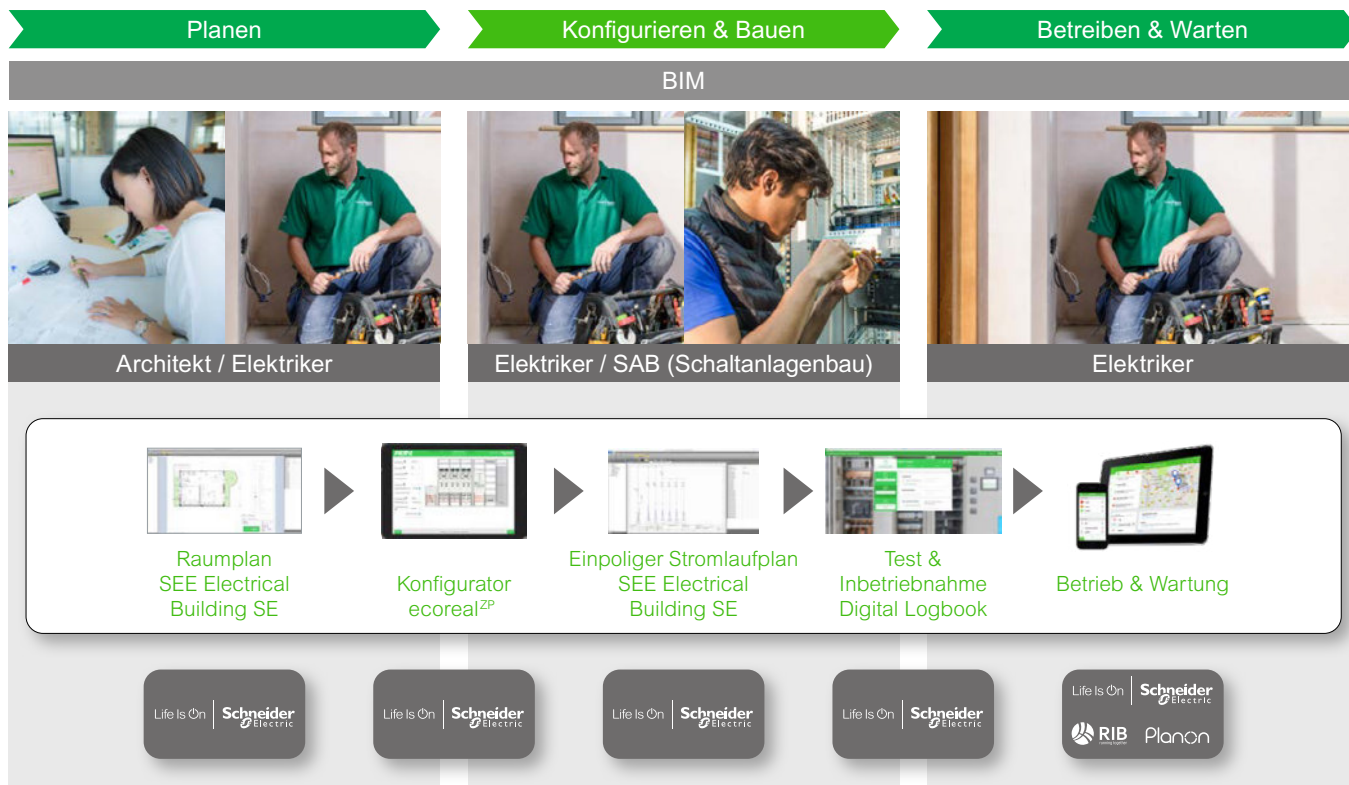 Planen
Konfigurieren & Bauen
Betreiben & Warten
BIM
Architekt / Elektriker
Elektriker / SAB (Schaltanlagenbau)
Elektriker
Raumplan
SEE Electrical
Building SE
Konfigurator
ecoreal ZP
Einpoliger Stromlaufplan
SEE Electrical
Building SE
Test &
Inbetriebnahme
Digital Logbook
Betrieb & Wartung
Life Is On | Schneider Electric
Life Is On | Schneider Electric
Life Is On | Schneider Electric
Life Is On | Schneider Electric
Life Is On | Schneider Electric
RIB
Planon